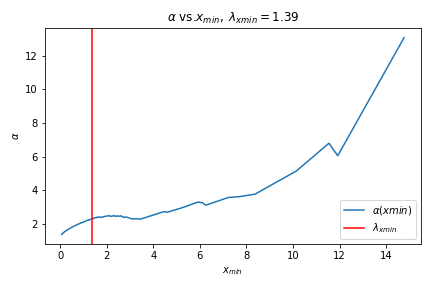 α vs.x_min, λ_xmin = 1.39
12
10
8
6
4
2
α
0 2 4 6 8 10 12 14
x_min
α(xmin)
λ_xmin